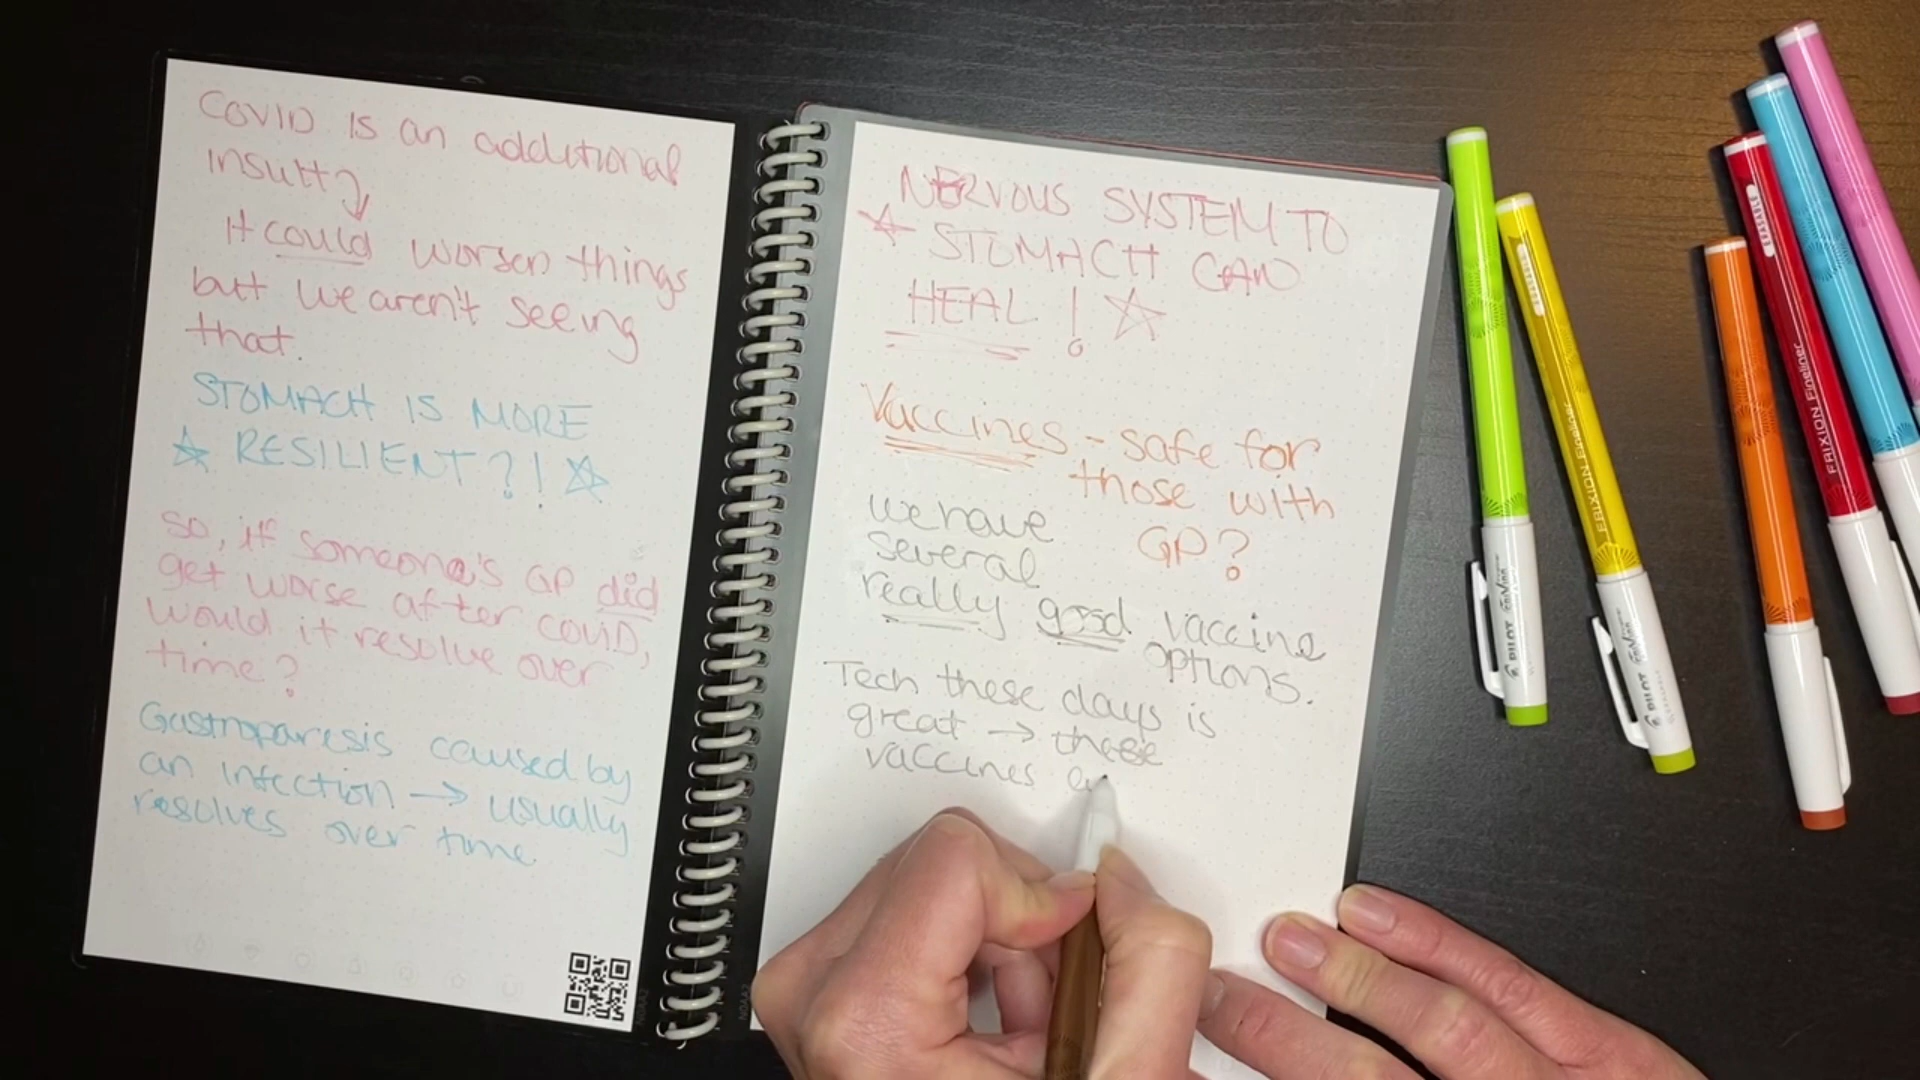 COVID IS an additional
insult
It could worsen things
but we aren't seeing
that.
STOMACH IS MORE
RESILIENT?!
So, if someone's GP did
get worse after COVID,
would it resolve over
time?
Gastroparesis caused by
an infection → usually
resolves over time
NERVOUS SYSTEM TO
STOMACH CAN
HEAL!
Vaccines - safe for
those with
GP?
we have
several
really good vaccine
options.
Tech these days is
great → these
vaccines
FRIXION Fineliner
PILOT
FRIXION Fineliner
PILOT
ERASABLE